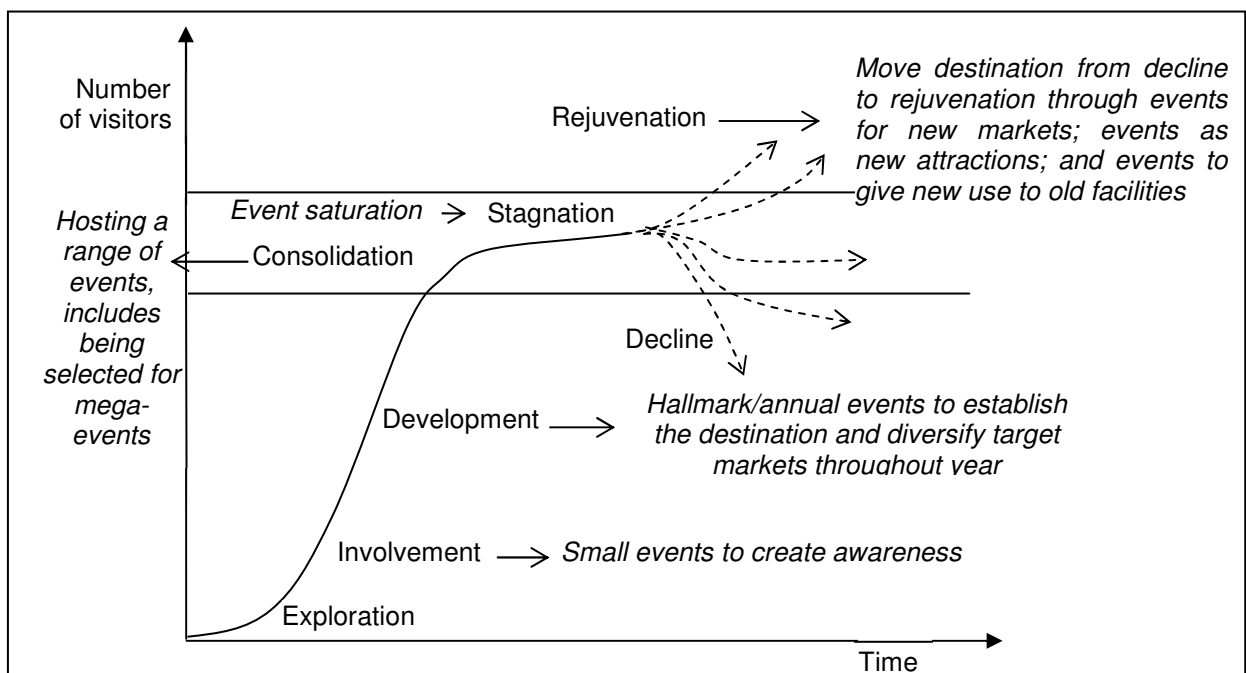 Number
of visitors
Rejuvenation
Move destination from decline
to rejuvenation through events
for new markets; events as
new attractions; and events to
give new use to old facilities
Event saturation
Stagnation
Hosting a
range of
events,
includes
being
selected for
mega-
events
Consolidation
Decline
Development
Hallmark/annual events to establish
the destination and diversify target
markets throughout year
Involvement
Small events to create awareness
Exploration
Time